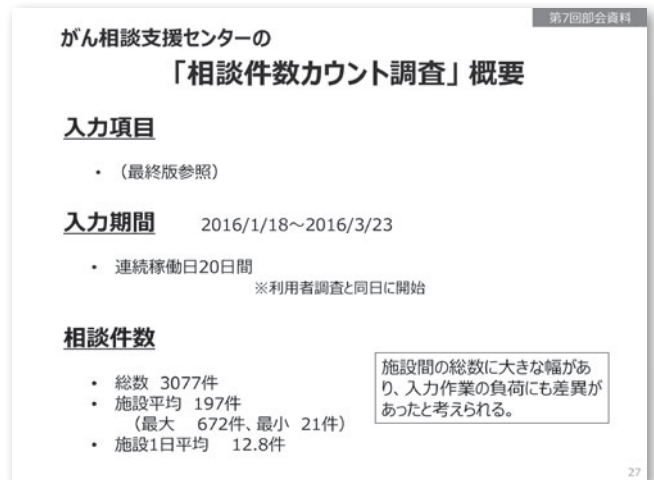 第7回部会資料
がん相談支援センターの
「相談件数カウント調査」概要
入力項目
・ （最終版参照）
入力期間 2016/1/18～2016/3/23
・ 連続稼働日20日間
※利用者調査と同日に開始
相談件数
・ 総数 3077件
・ 施設平均 197件
（最大 672件、最小 21件）
・ 施設1日平均 12.8件
施設間の総数に大きな幅があ
り、入力作業の負荷にも差異が
あったと考えられる。
27